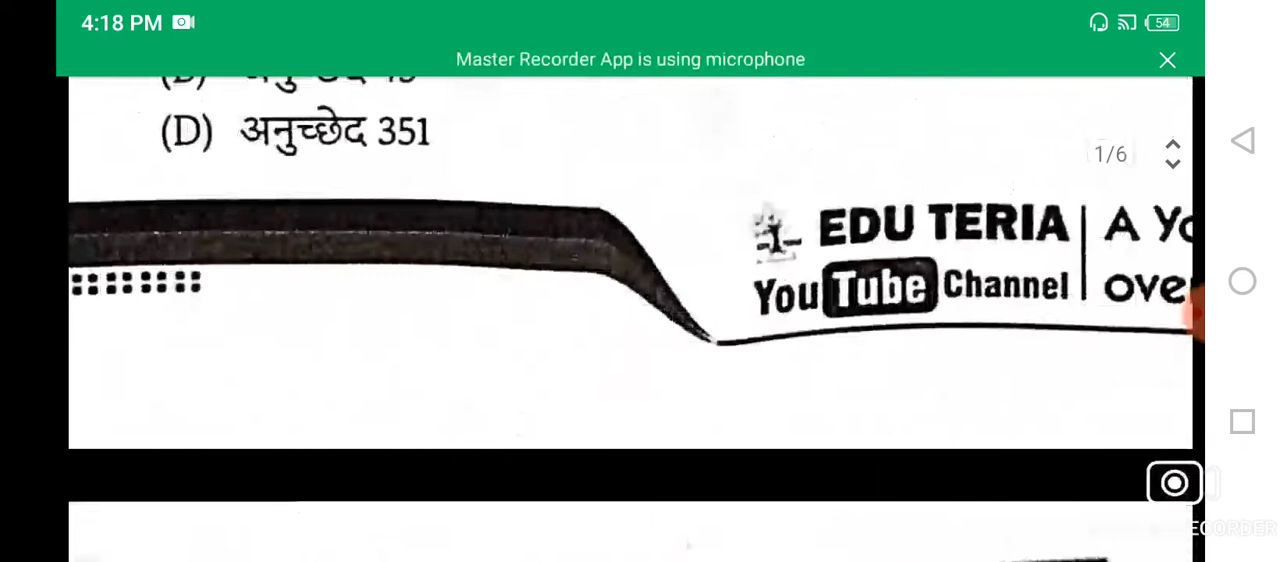 4:18 PM
54
Master Recorder App is using microphone
(D) अनुच्छेद 351
1/6
EDU TERIA
A Yo
You Tube Channel
ove
ECORDER